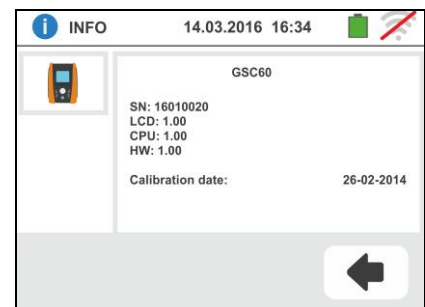 i INFO 14.03.2016 16:34
GSC60
SN: 16010020
LCD: 1.00
CPU: 1.00
HW: 1.00
Calibration date: 26-02-2014